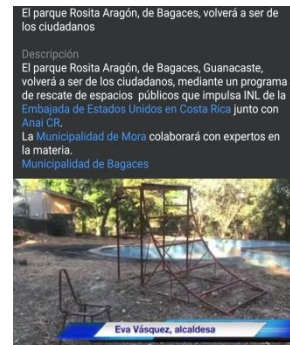 El parque Rosita Aragón, de Bagaces, volverá a ser de
los ciudadanos
Descripción
El parque Rosita Aragón, de Bagaces, Guanacaste,
volverá a ser de los ciudadanos, mediante un programa
de rescate de espacios públicos que impulsa INL de la
Embajada de Estados Unidos en Costa Rica junto con
Anai CR.
La Municipalidad de Mora colaborará con expertos en
la materia.
Municipalidad de Bagaces
Eva Vásquez, alcaldesa